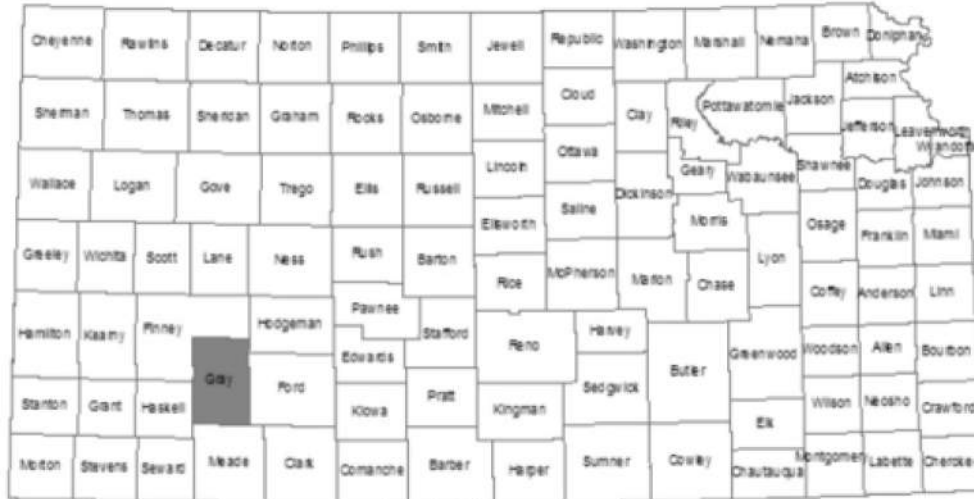 Cheyenne Rawlins Decatur Norton Phillips Smith Jewell Republic Washington Marshall Nemaha Brown Doniphan
Atchison
Sherman Thomas Sheridan Graham Rooks Osborne Mitchell Cloud Clay Riley Pottawatomie Jackson Jefferson Leavenworth Wyandotte
Wallace Logan Gove Trego Ellis Russell Lincoln Ottawa Dickinson Geary Wabaunsee Shawnee Douglas Johnson
Greeley Wichita Scott Lane Ness Rush Barton Ellsworth Saline Morris Osage Franklin Miami
Rice McPherson Marion Chase Lyon Coffey Anderson Linn
Hamilton Kearny Finney Hodgeman Pawnee Stafford Reno Harvey Greenwood Woodson Allen Bourbon
Gray Edwards Sedgwick Butler
Stanton Grant Haskell Ford Kiowa Pratt Kingman Elk Wilson Neosho Crawford
Morton Stevens Seward Meade Clark Comanche Barber Harper Sumner Cowley Chautauqua Montgomery Labette Cherokee